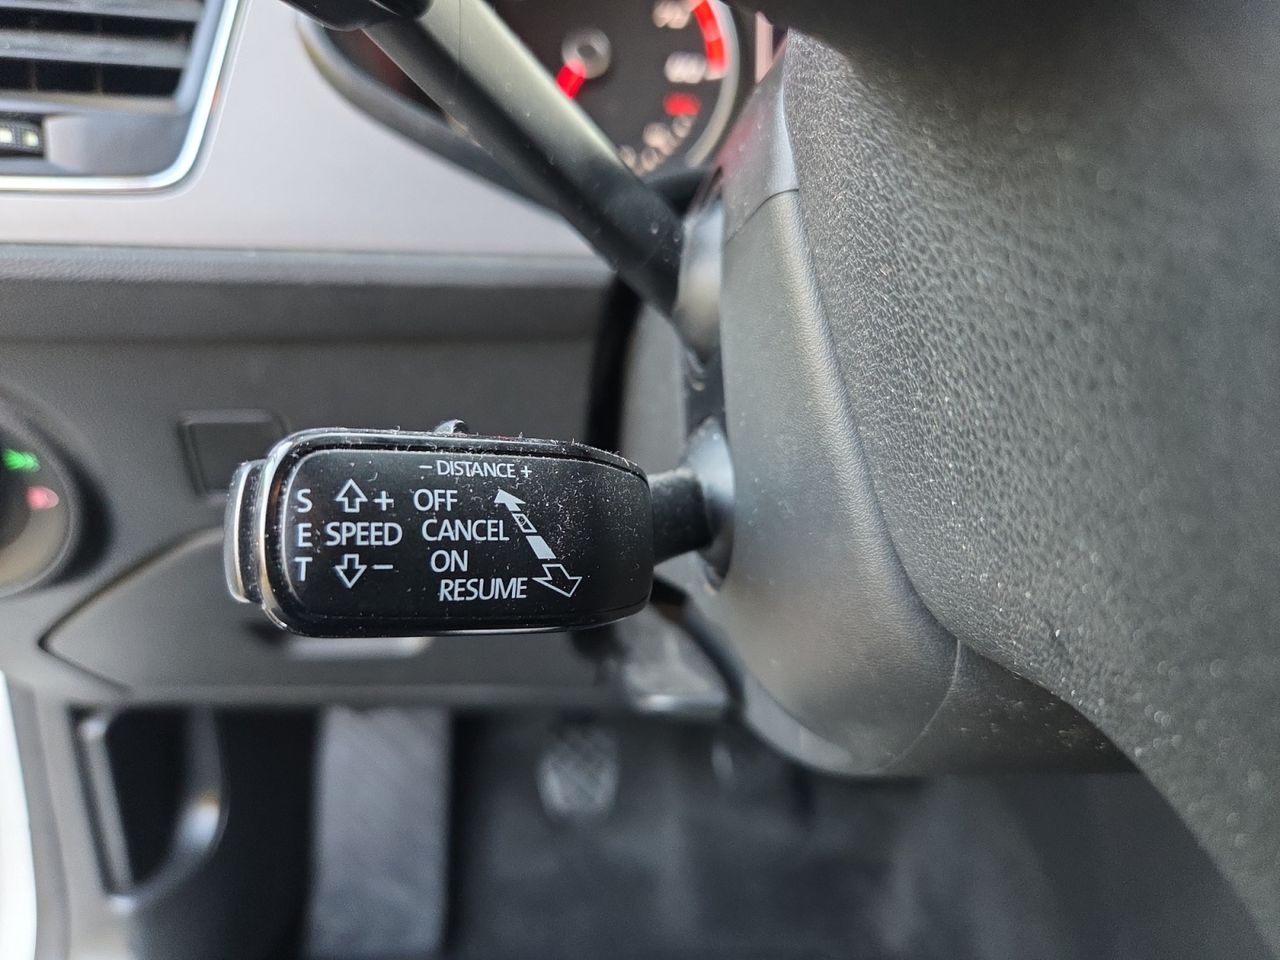 – DISTANCE +
S + OFF
E SPEED CANCEL
T – ON
RESUME